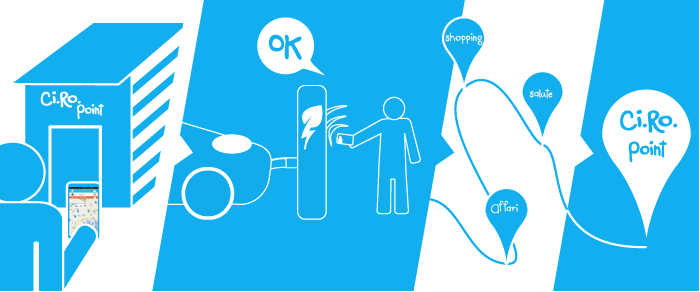 Ci.Ro.
point
OK
shopping
salute
affari
Ci.Ro.
point